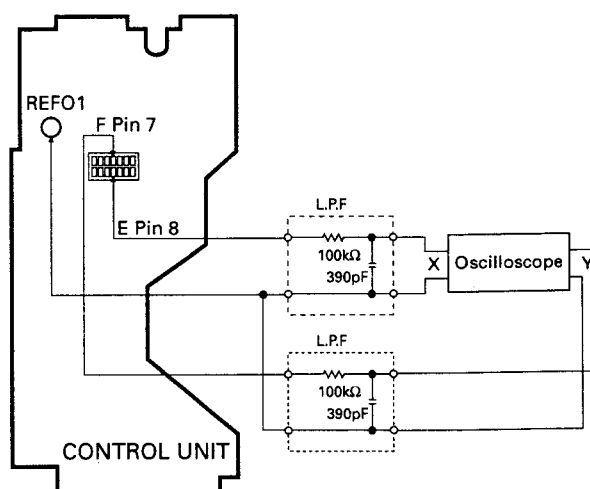 REFO1
F Pin 7
E Pin 8
L.P.F
100kΩ
390pF
X
Oscilloscope
Y
L.P.F
100kΩ
390pF
CONTROL UNIT